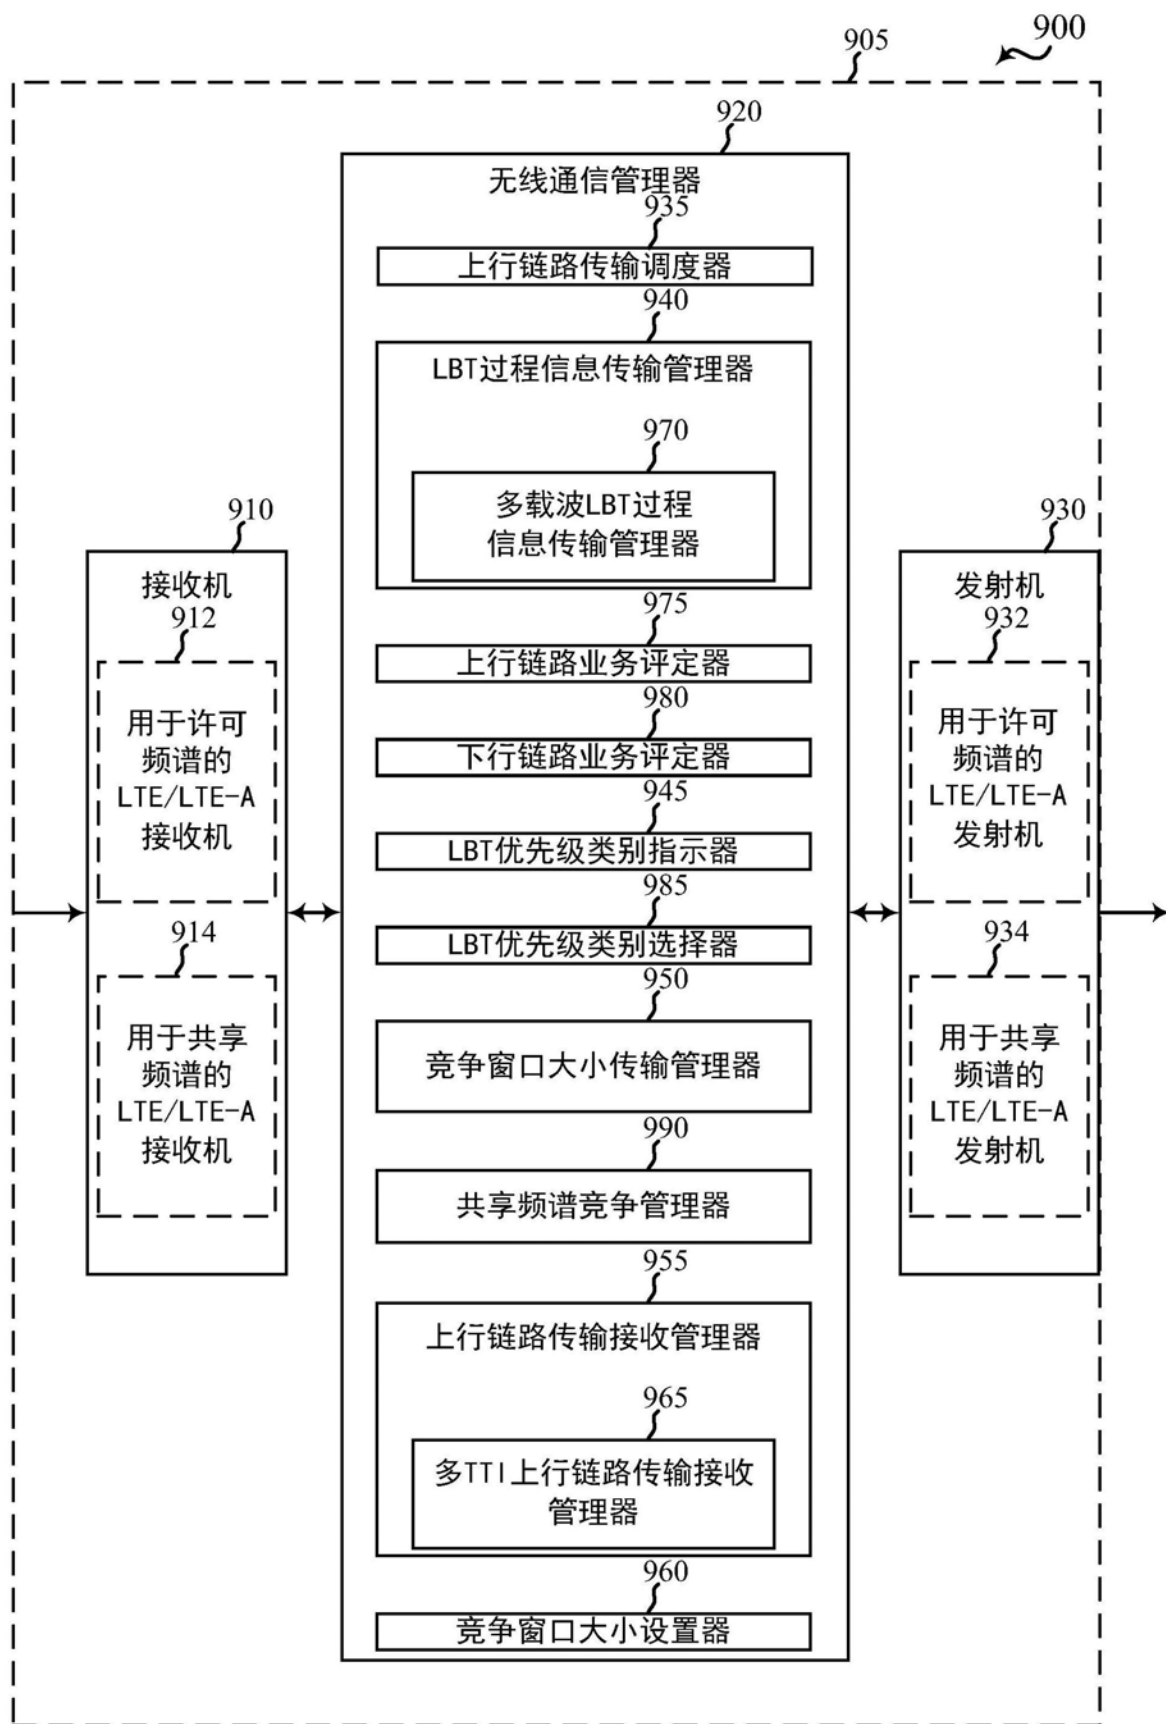 900
905
920
无线通信管理器
935
上行链路传输调度器
940
LBT过程信息传输管理器
970
多载波LBT过程
信息传输管理器
910
接收机
912
用于许可
频谱的
LTE/LTE-A
接收机
914
用于共享
频谱的
LTE/LTE-A
接收机
975
上行链路业务评定器
980
下行链路业务评定器
945
LBT优先级类别指示器
985
LBT优先级类别选择器
950
竞争窗口大小传输管理器
990
共享频谱竞争管理器
955
上行链路传输接收管理器
965
多TTI上行链路传输接收
管理器
960
竞争窗口大小设置器
930
发射机
932
用于许可
频谱的
LTE/LTE-A
发射机
934
用于共享
频谱的
LTE/LTE-A
发射机